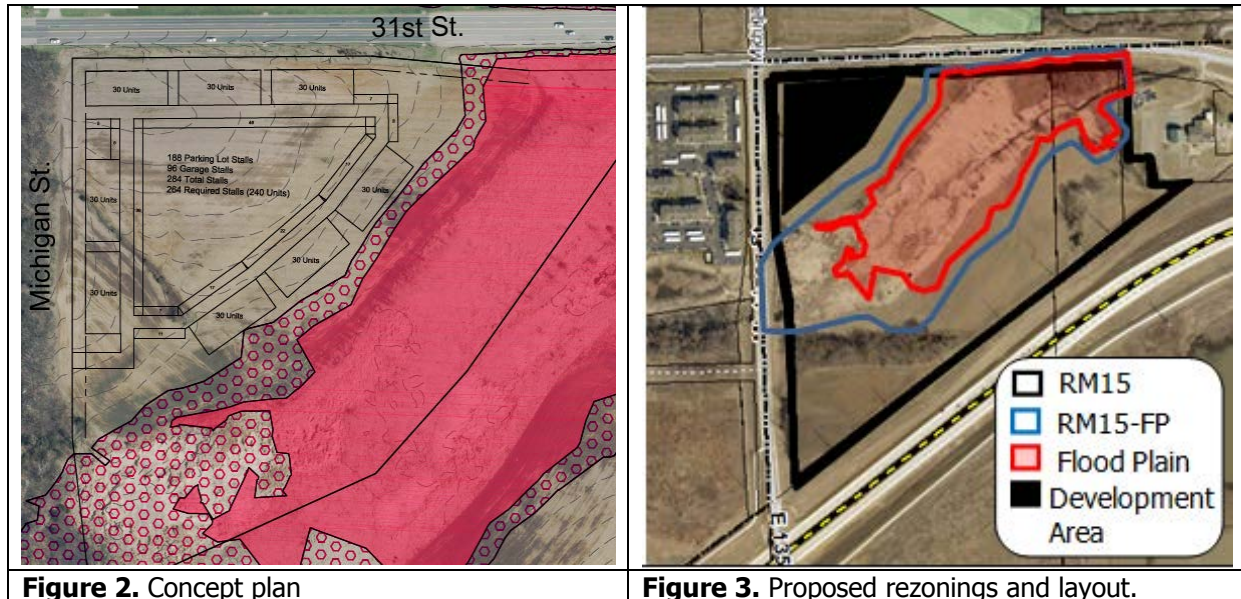 31st St.
30 Units
30 Units
30 Units
188 Parking Lot Stalls
96 Garage Stalls
284 Total Stalls
264 Required Stalls (240 Units)
30 Units
30 Units
Michigan St.
30 Units
30 Units
30 Units
Figure 2. Concept plan
RM15
RM15-FP
Flood Plain
Development
Area
Figure 3. Proposed rezonings and layout.